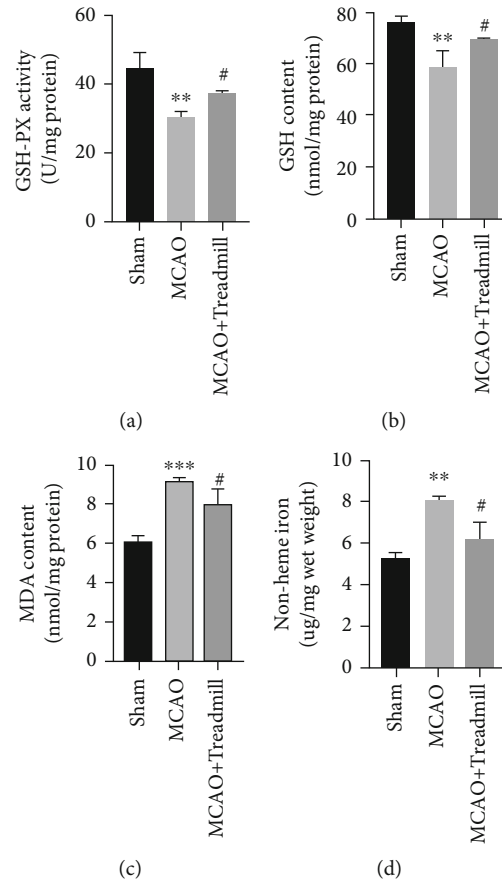 GSH-PX activity
(U/mg protein)
60
40
20
0
**
#
Sham
MCAO
MCAO+Treadmill
(a)
GSH content
(nmol/mg protein)
80
60
40
20
0
**
#
Sham
MCAO
MCAO+Treadmill
(b)
MDA content
(nmol/mg protein)
10
8
6
4
2
0
***
#
Sham
MCAO
MCAO+Treadmill
(c)
Non-heme iron
(ug/mg wet weight)
10
8
6
4
2
0
**
#
Sham
MCAO
MCAO+Treadmill
(d)